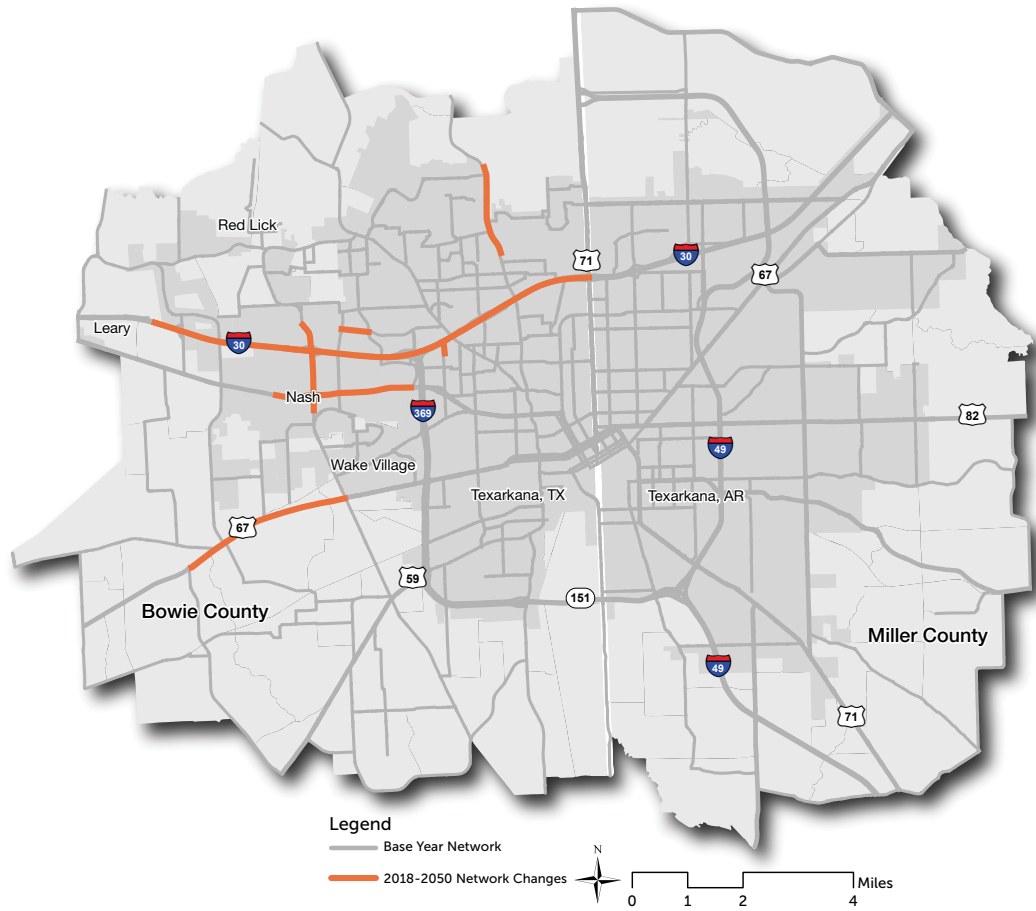 Red Lick
71
30
67
Leary
30
Nash
369
82
Wake Village
49
Texarkana, TX
Texarkana, AR
67
59
151
Bowie County
Miller County
49
71
Legend
Base Year Network
2018-2050 Network Changes
N
Miles
0 1 2 4